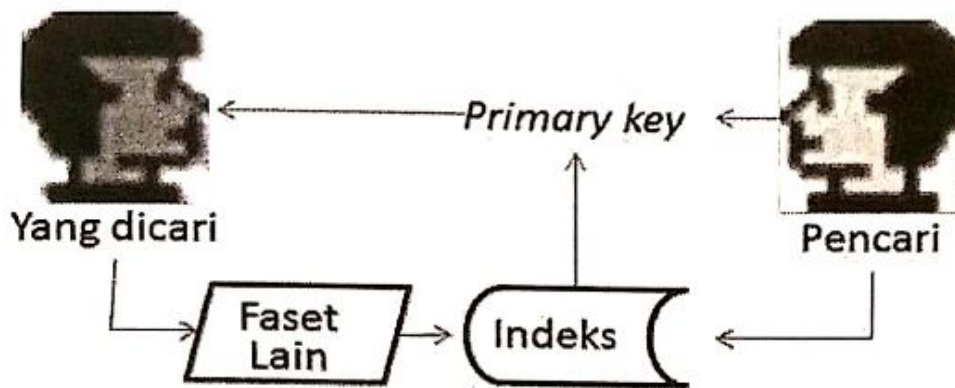 Primary key
Yang dicari
Pencari
Faset
Lain
Indeks